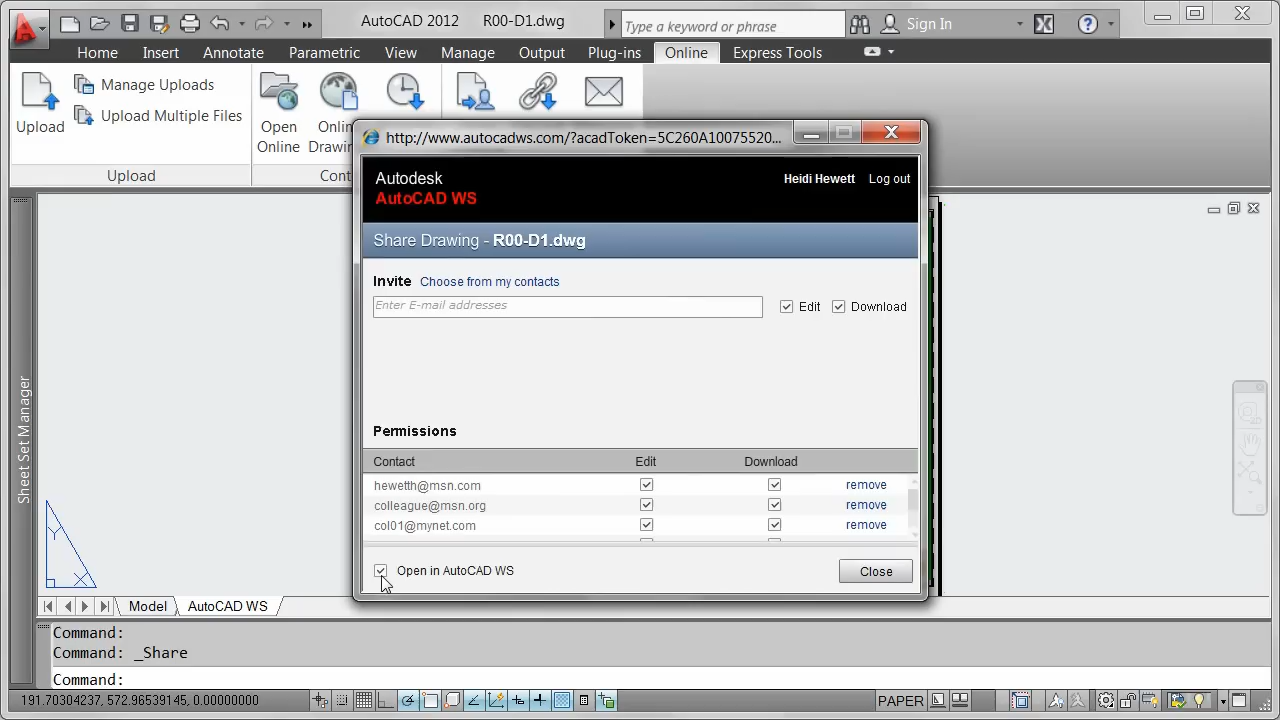 AutoCAD 2012 R00-D1.dwg
Type a keyword or phrase
Sign In
Home Insert Annotate Parametric View Manage Output Plug-ins Online Express Tools
Upload
Manage Uploads
Upload Multiple Files
Open
Online
Drawin
Upload
http://www.autocadws.com/?acadToken=5C260A10075520...
Autodesk
AutoCAD WS
Heidi Hewett Log out
Share Drawing - R00-D1.dwg
Invite Choose from my contacts
Enter E-mail addresses
Edit Download
Permissions
Contact Edit Download
hewetth@msn.com remove
colleague@msn.org remove
col01@mynet.com remove
Open in AutoCAD WS
Close
Sheet Set Manager
Y
X
Model AutoCAD WS
Command:
Command: _Share
Command:
191.70304237, 572.96539145, 0.00000000
PAPER